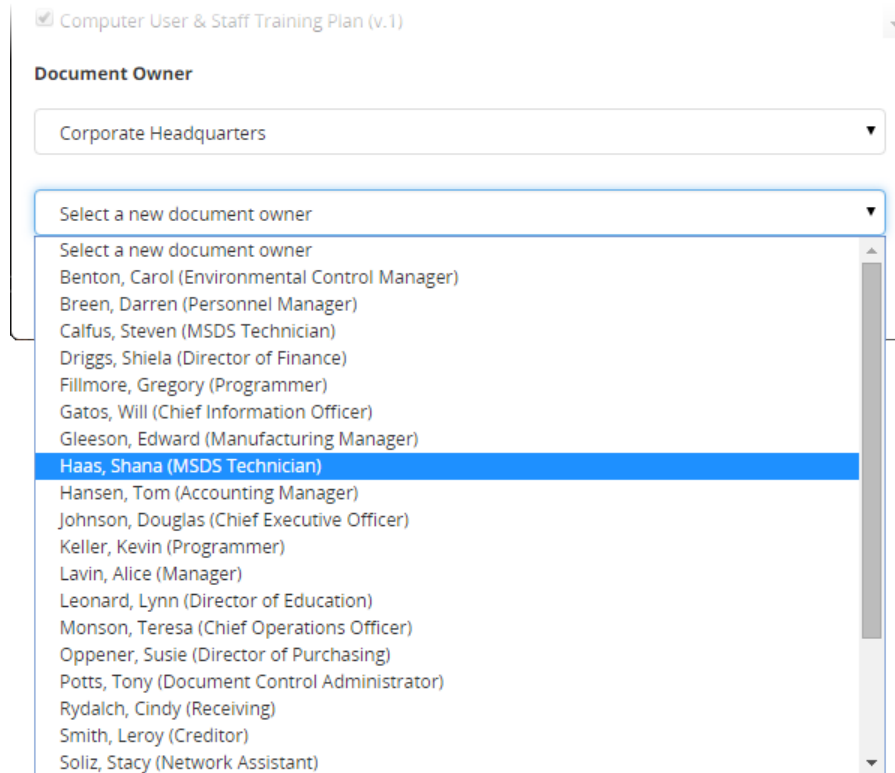 Computer User & Staff Training Plan (v.1)
Document Owner
Corporate Headquarters
Select a new document owner
Select a new document owner
Benton, Carol (Environmental Control Manager)
Breen, Darren (Personnel Manager)
Calfus, Steven (MSDS Technician)
Driggs, Shiela (Director of Finance)
Fillmore, Gregory (Programmer)
Gatos, Will (Chief Information Officer)
Gleeson, Edward (Manufacturing Manager)
Haas, Shana (MSDS Technician)
Hansen, Tom (Accounting Manager)
Johnson, Douglas (Chief Executive Officer)
Keller, Kevin (Programmer)
Lavin, Alice (Manager)
Leonard, Lynn (Director of Education)
Monson, Teresa (Chief Operations Officer)
Oppener, Susie (Director of Purchasing)
Potts, Tony (Document Control Administrator)
Rydalch, Cindy (Receiving)
Smith, Leroy (Creditor)
Soliz, Stacy (Network Assistant)